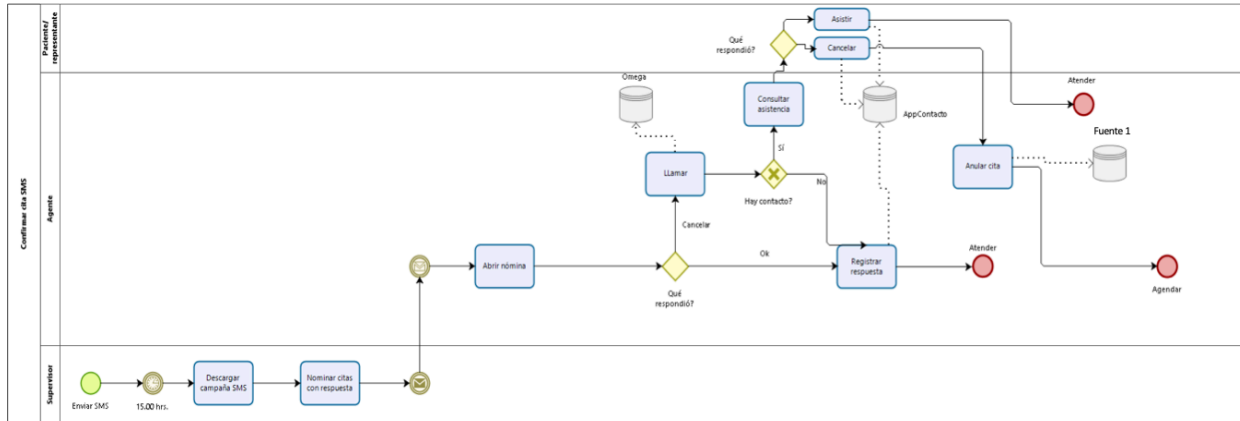 Confirmar cita SMS
Paciente/
representante
Agente
Supervisor
Asistir
Qué
respondió?
Cancelar
Omega
Consultar
asistencia
AppContacto
Atender
Fuente 1
Sí
LLamar
Anular cita
No
Hay contacto?
Cancelar
Abrir nómina
Ok
Registrar
respuesta
Atender
Qué
respondió?
Agendar
Descargar
campaña SMS
Nominar citas
con respuesta
Enviar SMS
15.00 hrs.